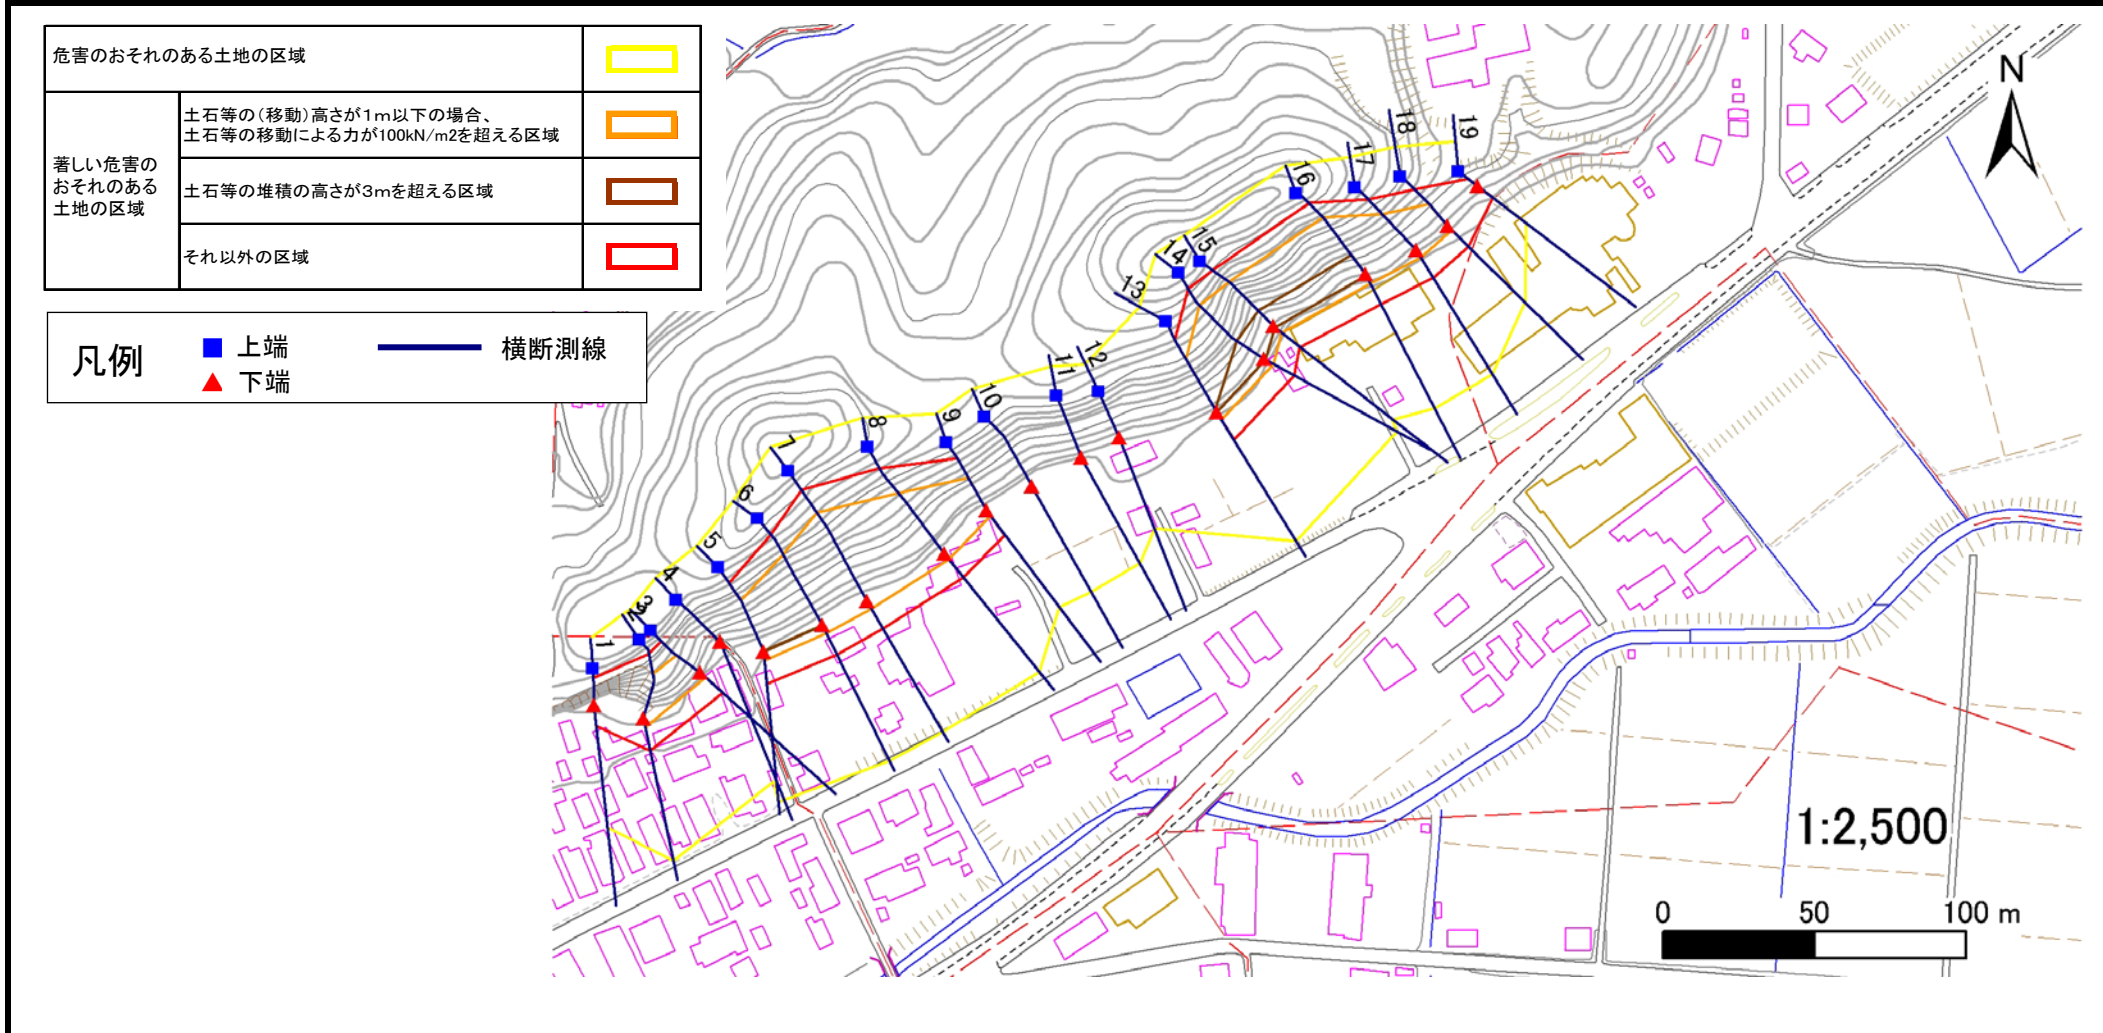 危害のおそれのある土地の区域
著しい危害の
おそれのある
土地の区域
土石等の(移動)高さが1m以下の場合、
土石等の移動による力が100kN/m2を超える区域
土石等の堆積の高さが3mを超える区域
それ以外の区域
凡例
上端
下端
横断測線
N
1
2
3
4
5
6
7
8
9
10
11
12
13
14
15
16
17
18
19
1:2,500
0 50 100 m